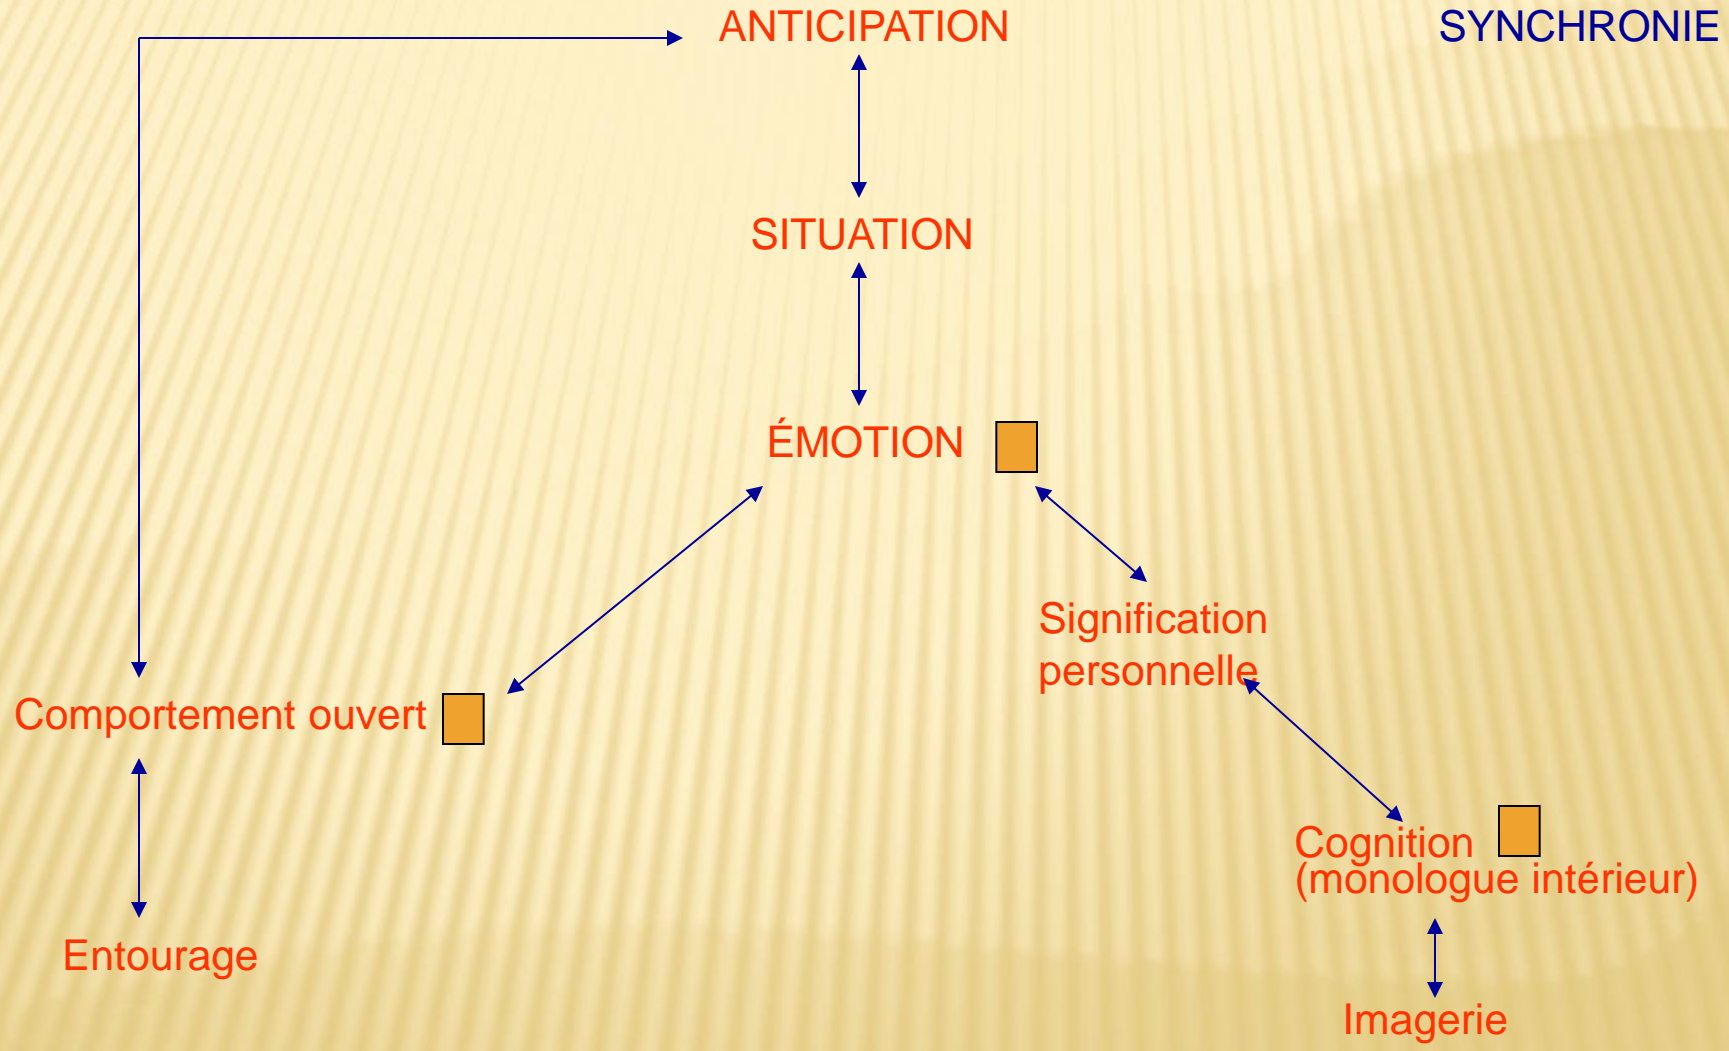 ANTICIPATION
SYNCHRONIE
SITUATION
ÉMOTION
Signification
personnelle
Comportement ouvert
Cognition
(monologue intérieur)
Entourage
Imagerie